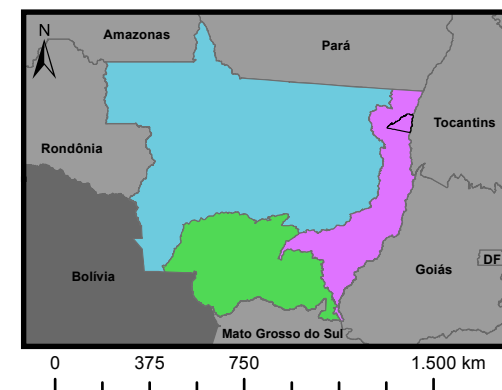 N
Amazonas
Pará
Tocantins
Rondônia
DF
Goiás
Bolívia
Mato Grosso do Sul
0 375 750 1.500 km